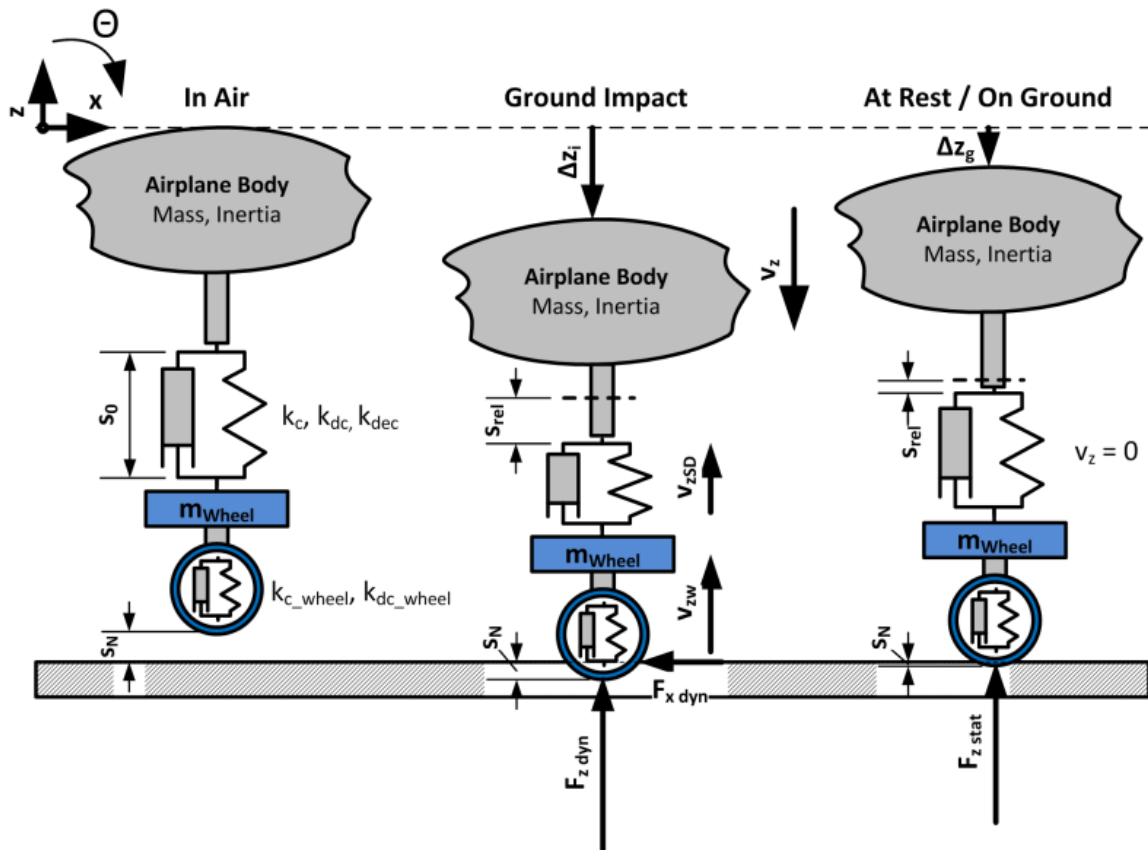 Θ
z
x
In Air
Ground Impact
At Rest / On Ground
Airplane Body
Mass, Inertia
s₀
k_c, k_dc, k_dec
m_Wheel
k_c_wheel, k_dc_wheel
s_N
Δz_i
Airplane Body
Mass, Inertia
v_z
s_rel
v_zSD
m_Wheel
v_zw
s_N
F_x dyn
F_z dyn
Δz_g
Airplane Body
Mass, Inertia
s_rel
v_z = 0
m_Wheel
s_N
F_z stat